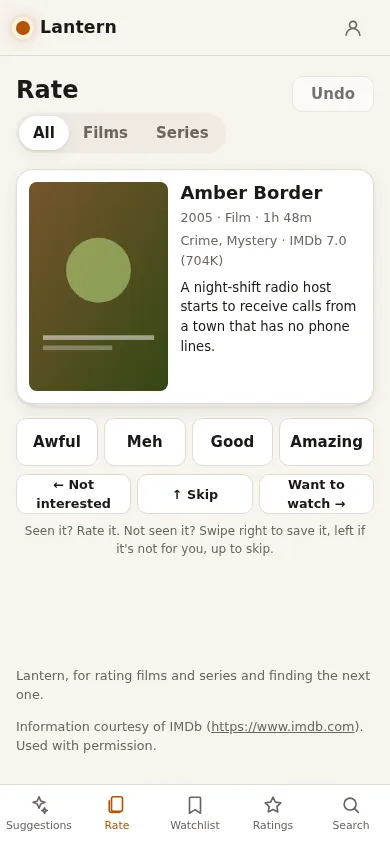 Lantern
Rate
Undo
All
Films
Series
Amber Border
2005 · Film · 1h 48m
Crime, Mystery · IMDb 7.0
(704K)
A night-shift radio host
starts to receive calls from
a town that has no phone
lines.
Awful
Meh
Good
Amazing
← Not
interested
↑ Skip
Want to
watch →
Seen it? Rate it. Not seen it? Swipe right to save it, left if
it's not for you, up to skip.
Lantern, for rating films and series and finding the next
one.
Information courtesy of IMDb (https://www.imdb.com).
Used with permission.
Suggestions
Rate
Watchlist
Ratings
Search